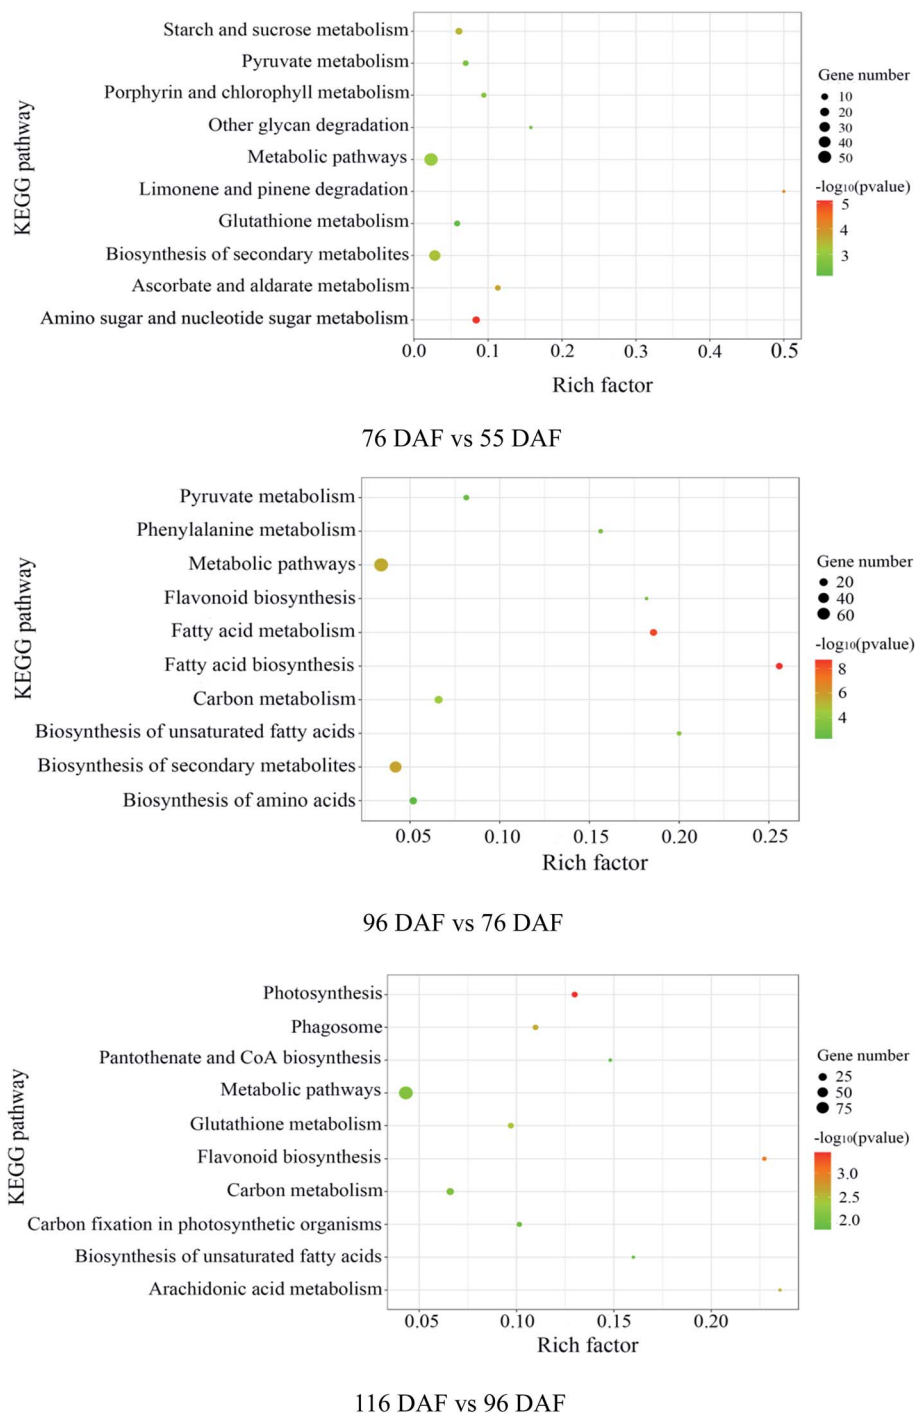 KEGG pathway
Starch and sucrose metabolism
Pyruvate metabolism
Porphyrin and chlorophyll metabolism
Other glycan degradation
Metabolic pathways
Limonene and pinene degradation
Glutathione metabolism
Biosynthesis of secondary metabolites
Ascorbate and aldarate metabolism
Amino sugar and nucleotide sugar metabolism
0.0 0.1 0.2 0.3 0.4 0.5
Rich factor
Gene number
10
20
30
40
50
-log10(pvalue)
5
4
3
76 DAF vs 55 DAF
KEGG pathway
Pyruvate metabolism
Phenylalanine metabolism
Metabolic pathways
Flavonoid biosynthesis
Fatty acid metabolism
Fatty acid biosynthesis
Carbon metabolism
Biosynthesis of unsaturated fatty acids
Biosynthesis of secondary metabolites
Biosynthesis of amino acids
0.05 0.10 0.15 0.20 0.25
Rich factor
Gene number
20
40
60
-log10(pvalue)
8
6
4
96 DAF vs 76 DAF
KEGG pathway
Photosynthesis
Phagosome
Pantothenate and CoA biosynthesis
Metabolic pathways
Glutathione metabolism
Flavonoid biosynthesis
Carbon metabolism
Carbon fixation in photosynthetic organisms
Biosynthesis of unsaturated fatty acids
Arachidonic acid metabolism
0.05 0.10 0.15 0.20
Rich factor
Gene number
25
50
75
-log10(pvalue)
3.0
2.5
2.0
116 DAF vs 96 DAF